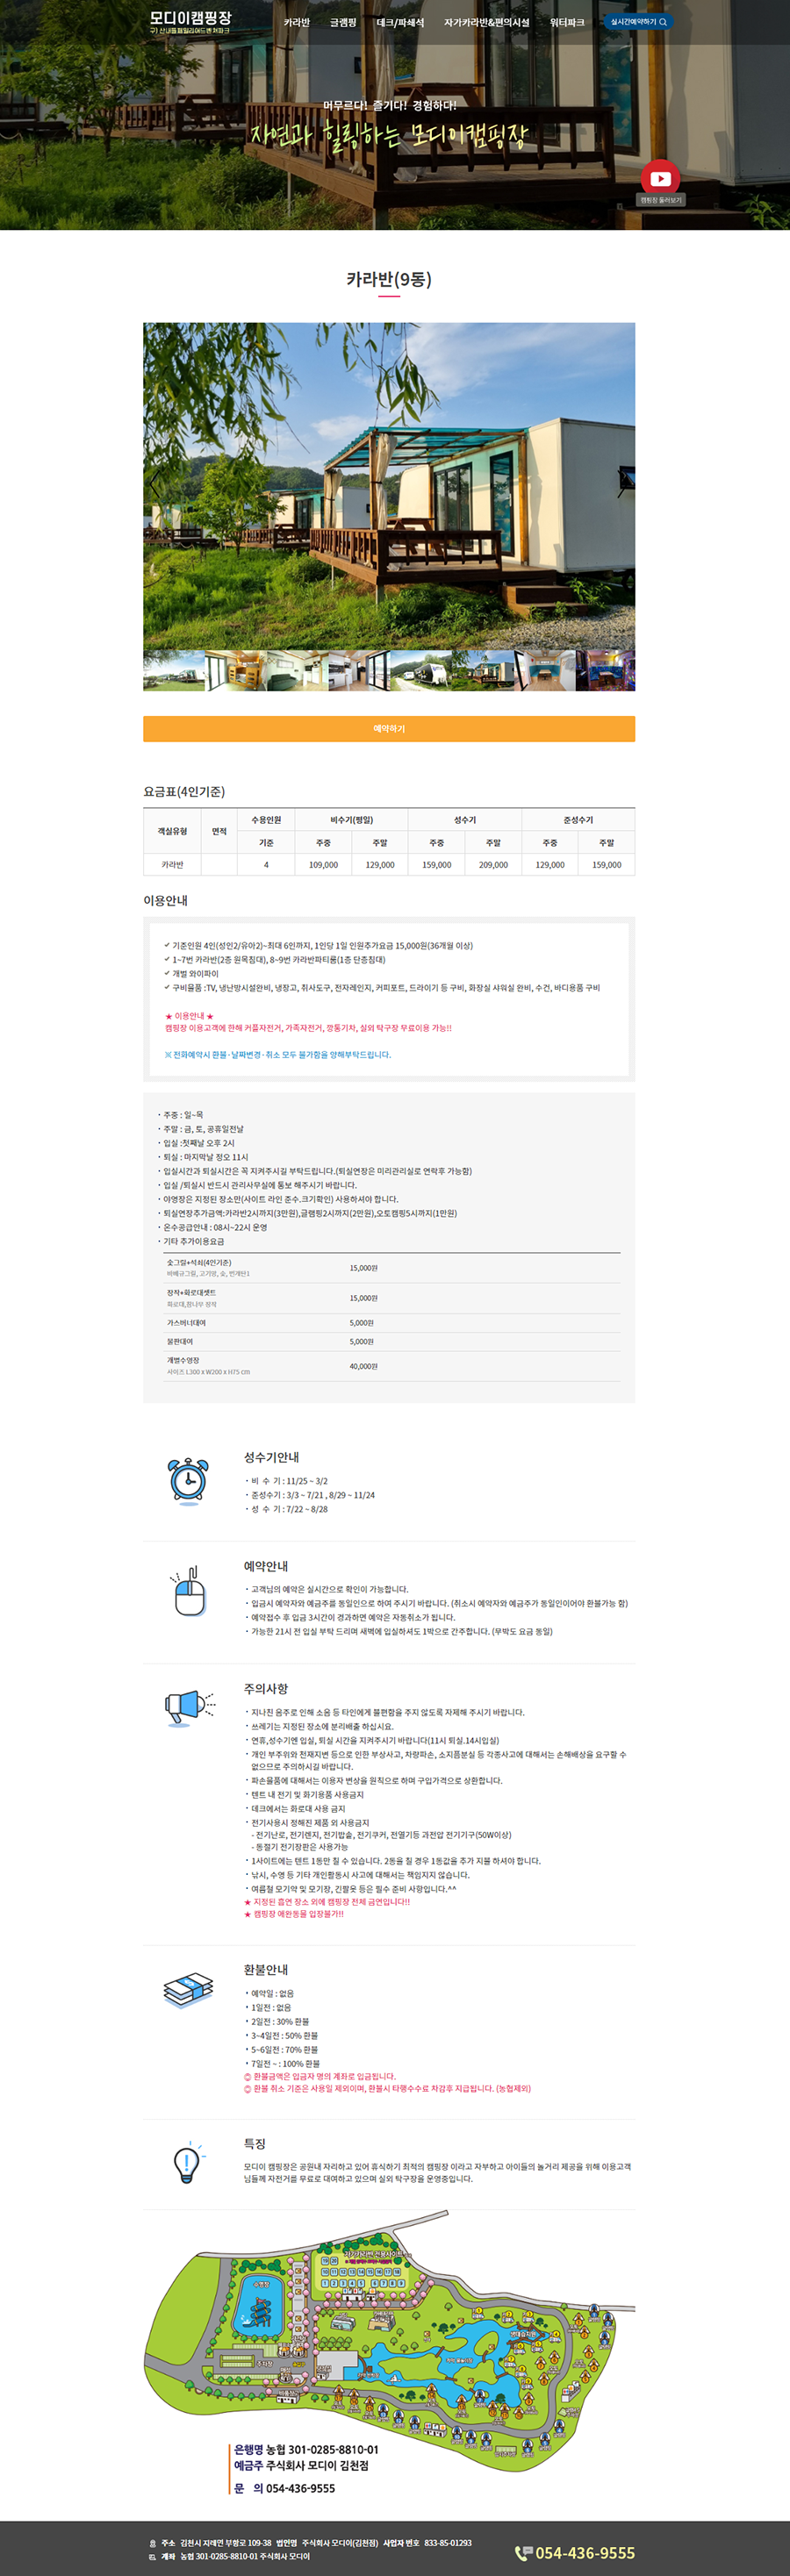 모디이캠핑장
구) 산내들패밀리어드벤처파크
카라반 글램핑 데크/파쇄석 자가카라반&편의시설 워터파크 실시간예약하기
머무르다! 즐기다! 경험하다!
자연과 힐링하는 모디이캠핑장
캠핑장 둘러보기
카라반(9동)
예약하기
요금표(4인기준)
객실유형 면적 수용인원 비수기(평일) 성수기 준성수기
기준 주중 주말 주중 주말 주중 주말
카라반 4 109,000 129,000 159,000 209,000 129,000 159,000
이용안내
기준인원 4인(성인2/유아2)~최대 6인까지, 1인당 1일 인원추가요금 15,000원(36개월 이상)
1~7번 카라반(2층 원목침대), 8~9번 카라반파티룸(1층 단층침대)
개별 와이파이
구비물품 :TV, 냉난방시설완비, 냉장고, 취사도구, 전자레인지, 커피포트, 드라이기 등 구비, 화장실 샤워실 완비, 수건, 바디용품 구비
★ 이용안내 ★
캠핑장 이용고객에 한해 커플자전거, 가족자전거, 깡통기차, 실외 탁구장 무료이용 가능!!
※ 전화예약시 환불·날짜변경·취소 모두 불가함을 양해부탁드립니다.
· 주중 : 일~목
· 주말 : 금, 토, 공휴일전날
· 입실 :첫째날 오후 2시
· 퇴실 : 마지막날 정오 11시
· 입실시간과 퇴실시간은 꼭 지켜주시길 부탁드립니다.(퇴실연장은 미리관리실로 연락후 가능함)
· 입실 /퇴실시 반드시 관리사무실에 통보 해주시기 바랍니다.
· 야영장은 지정된 장소만(사이트 라인 준수.크기확인) 사용하셔야 합니다.
· 퇴실연장추가금액:카라반2시까지(3만원),글램핑2시까지(2만원),오토캠핑5시까지(1만원)
· 온수공급안내 : 08시~22시 운영
· 기타 추가이용요금
숯그릴+석쇠(4인기준) 15,000원
바베큐그릴, 고기망, 숯, 번개탄1
장작+화로대셋트 15,000원
화로대,참나무 장작
가스버너대여 5,000원
불판대여 5,000원
개별수영장 40,000원
사이즈 L300 x W200 x H75 cm
성수기안내
· 비 수 기 : 11/25 ~ 3/2
· 준성수기 : 3/3 ~ 7/21 , 8/29 ~ 11/24
· 성 수 기 : 7/22 ~ 8/28
예약안내
· 고객님의 예약은 실시간으로 확인이 가능합니다.
· 입금시 예약자와 예금주를 동일인으로 하여 주시기 바랍니다. (취소시 예약자와 예금주가 동일인이어야 환불가능 함)
· 예약접수 후 입금 3시간이 경과하면 예약은 자동취소가 됩니다.
· 가능한 21시 전 입실 부탁 드리며 새벽에 입실하셔도 1박으로 간주합니다. (무박도 요금 동일)
주의사항
· 지나친 음주로 인해 소음 등 타인에게 불편함을 주지 않도록 자제해 주시기 바랍니다.
· 쓰레기는 지정된 장소에 분리배출 하십시요.
· 연휴,성수기엔 입실, 퇴실 시간을 지켜주시기 바랍니다(11시 퇴실.14시입실)
· 개인 부주위와 천재지변 등으로 인한 부상사고, 차량파손, 소지픔분실 등 각종사고에 대해서는 손해배상을 요구할 수
없으므로 주의하시길 바랍니다.
· 파손물품에 대해서는 이용자 변상을 원직으로 하며 구입가격으로 상환합니다.
· 텐트 내 전기 및 화기용품 사용금지
· 데크에서는 화로대 사용 금지
· 전기사용시 정해진 제품 외 사용금지
- 전기난로, 전기렌지, 전기밥솥, 전기쿠커, 전열기등 과전압 전기기구(50W이상)
- 동절기 전기장판은 사용가능
· 1사이트에는 텐트 1동만 칠 수 있습니다. 2동을 칠 경우 1동값을 추가 지불 하셔야 합니다.
· 낚시, 수영 등 기타 개인활동시 사고에 대해서는 책임지지 않습니다.
· 여름철 모기약 및 모기장, 긴팔옷 등은 필수 준비 사항입니다.^^
★ 지정된 흡연 장소 외에 캠핑장 전체 금연입니다!!
★ 캠핑장 애완동물 입장불가!!
환불안내
· 예약일 : 없음
· 1일전 : 없음
· 2일전 : 30% 환불
· 3~4일전 : 50% 환불
· 5~6일전 : 70% 환불
· 7일전 ~ : 100% 환불
◎ 환불금액은 입금자 명의 계좌로 입금됩니다.
◎ 환불 취소 기준은 사용일 제외이며, 환불시 타행수수료 차감후 지급됩니다. (농협제외)
특징
모디이 캠핑장은 공원내 자리하고 있어 휴식하기 최적의 캠핑장 이라고 자부하고 아이들의 놀거리 제공을 위해 이용고객
님들께 자전거를 무료로 대여하고 있으며 실외 탁구장을 운영중입니다.
수영장
주차장
은행명 농협 301-0285-8810-01
예금주 주식회사 모디이 김천점
문 의 054-436-9555
주소 김천시 지례면 부항로 109-38 법인명 주식회사 모디이(김천점) 사업자 번호 833-85-01293
계좌 농협 301-0285-8810-01 주식회사 모디이
054-436-9555